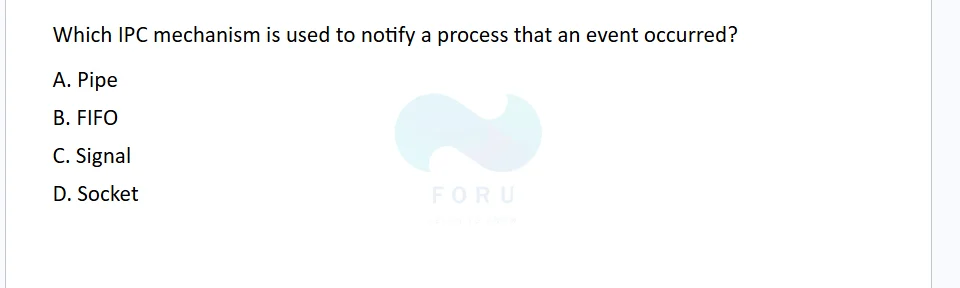 Which IPC mechanism is used to notify a process that an event occurred?
A. Pipe
B. FIFO
C. Signal
D. Socket
FORU